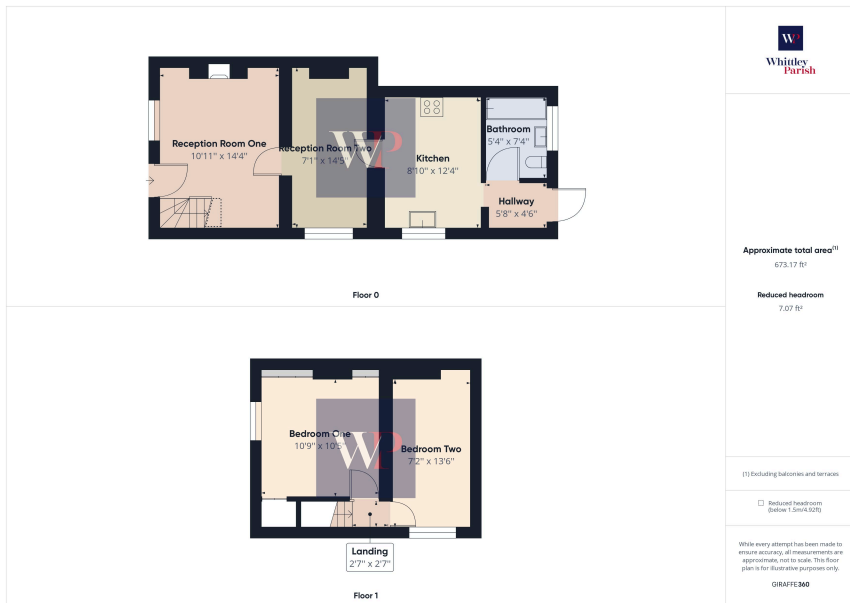 Reception Room One
10'11" x 14'4"
Reception Room Two
7'1" x 14'5"
WP
Kitchen
8'10" x 12'4"
Bathroom
5'4" x 7'4"
Hallway
5'8" x 4'6"
Floor 0
Bedroom One
10'9" x 10'5"
WP
Bedroom Two
7'2" x 13'6"
Landing
2'7" x 2'7"
Floor 1
WP
Whittley
Parish
Approximate total area(1)
673.17 ft²
Reduced headroom
7.07 ft²
(1) Excluding balconies and terraces
Reduced headroom
(below 1.5m/4.92ft)
While every attempt has been made to
ensure accuracy, all measurements are
approximate, not to scale. This floor
plan is for illustrative purposes only.
GIRAFFE360